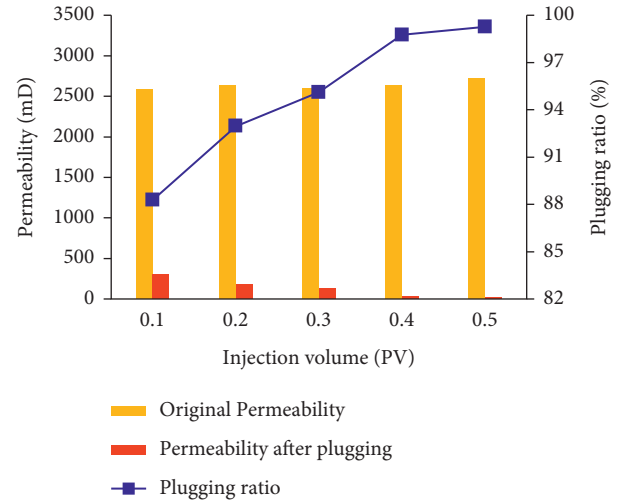 3500
3000
2500
2000
1500
1000
500
0
Permeability (mD)
100
97
94
91
88
85
82
Plugging ratio (%)
0.1 0.2 0.3 0.4 0.5
Injection volume (PV)
Original Permeability
Permeability after plugging
Plugging ratio